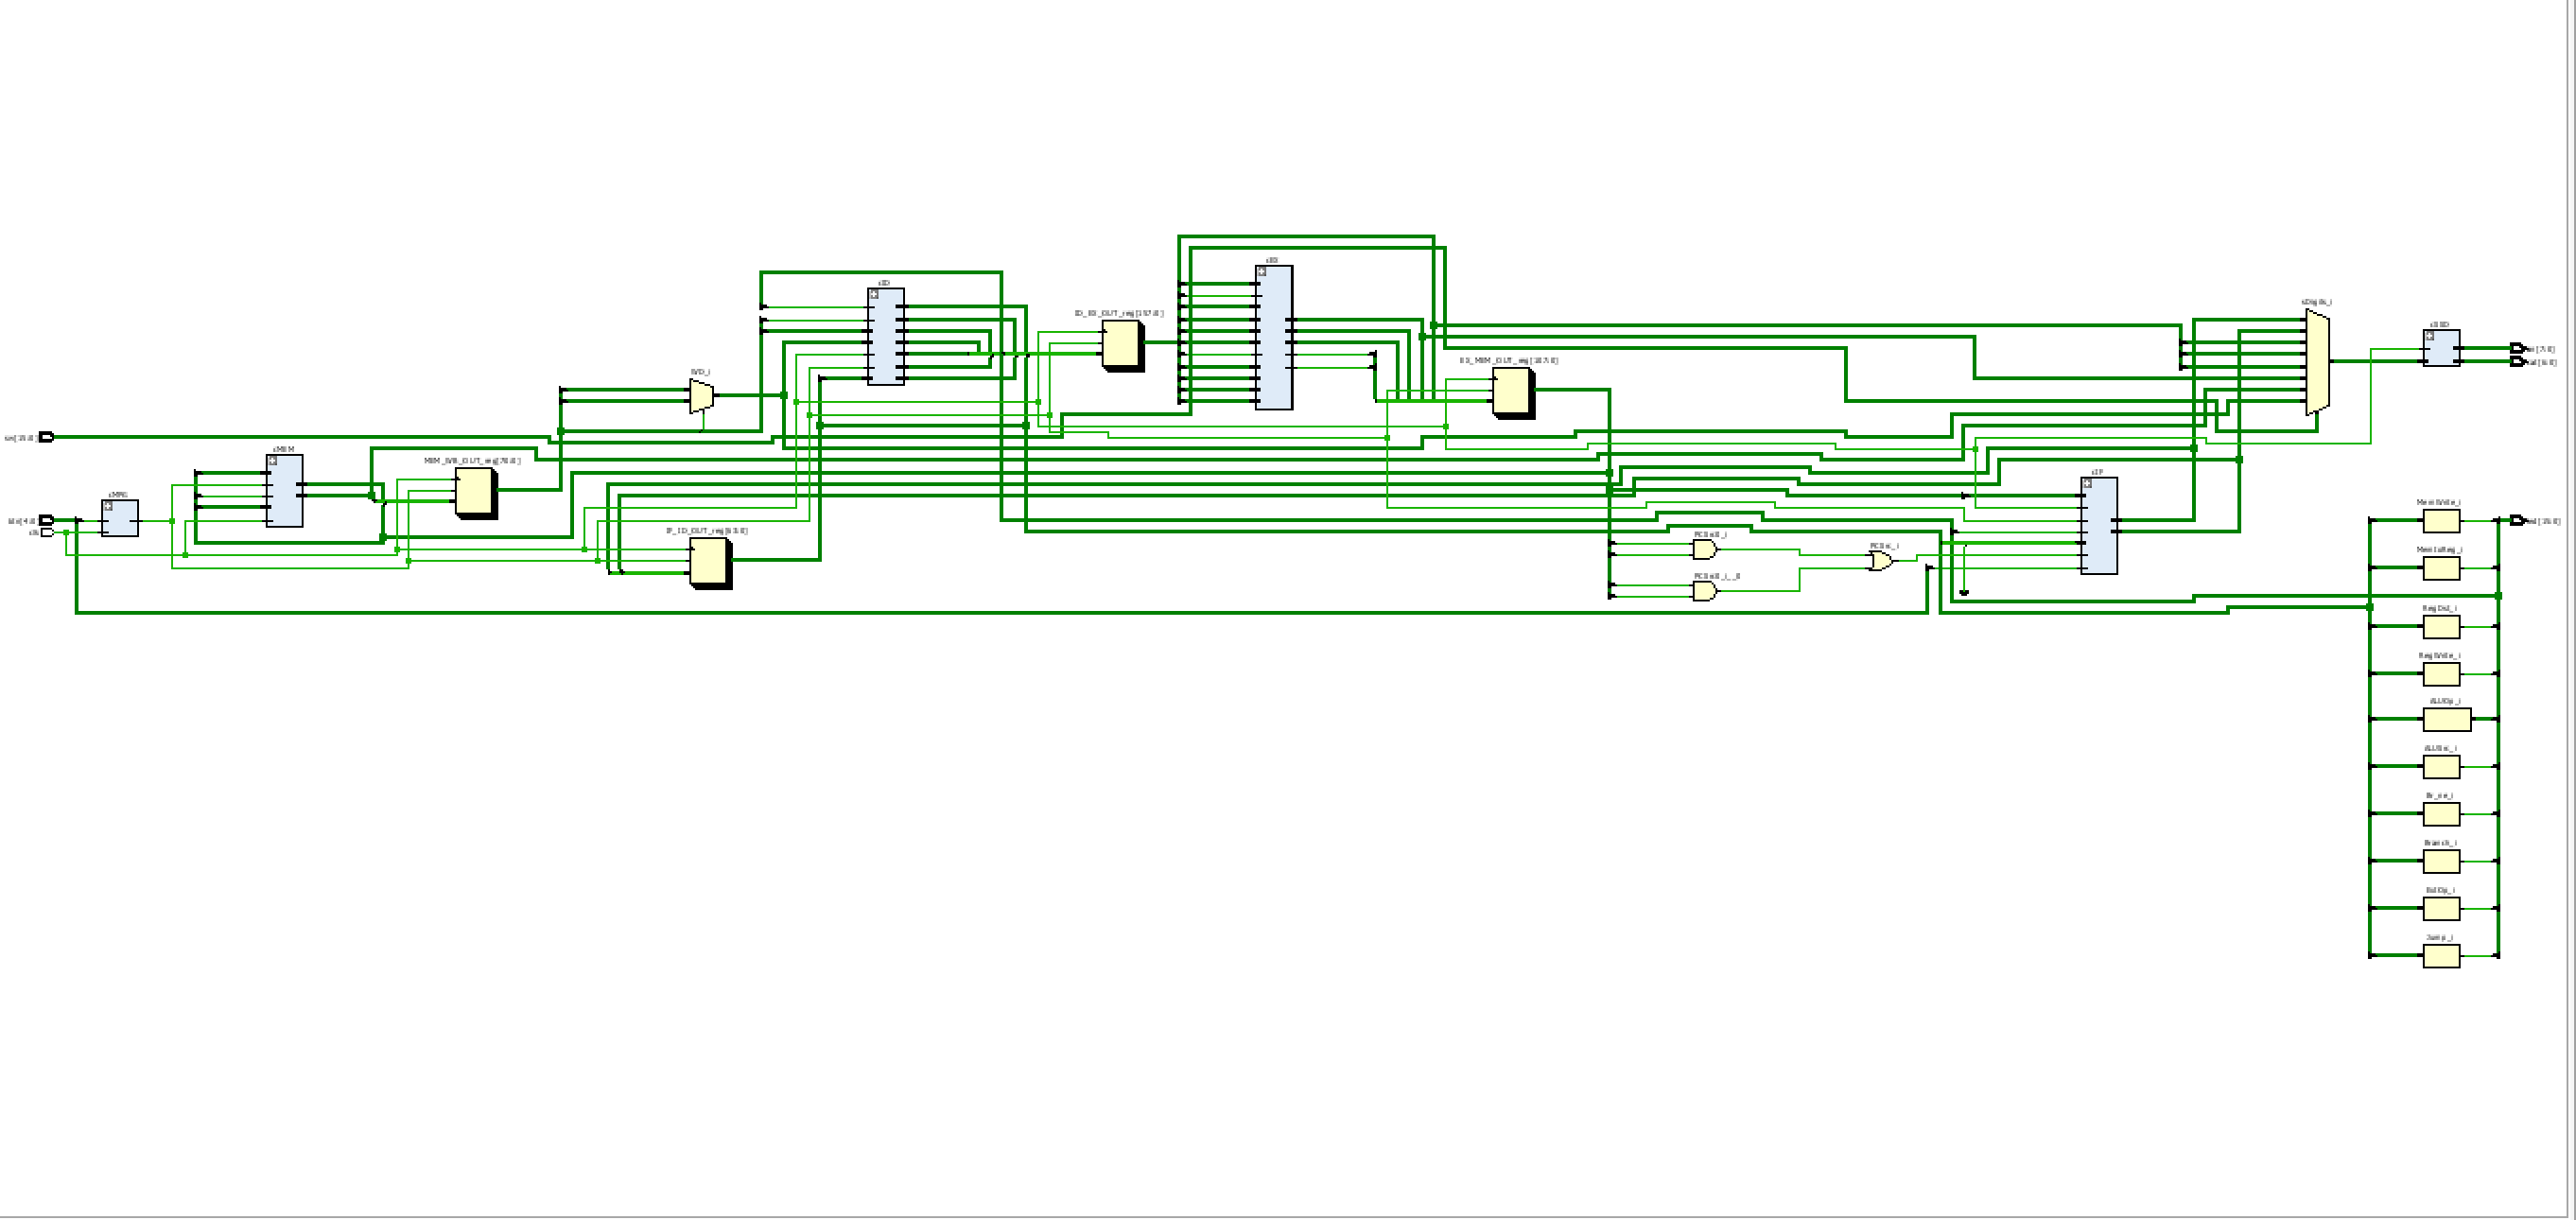 sw[15:0]
btn[4:0]
clk
cMPG
cMEM
MEM_WB_OUT_reg[70:0]
WD_i
IF_ID_OUT_reg[63:0]
cID
ID_EX_OUT_reg[157:0]
cEX
EX_MEM_OUT_reg[107:0]
PCSrc0_i
PCSrc0_i__0
PCSrc_i
cIF
cDigits_i
cSSD
an[7:0]
cat[6:0]
MemWrite_i
led[15:0]
MemtoReg_i
RegDst_i
RegWrite_i
ALUOp_i
ALUSrc_i
Br_ne_i
Branch_i
ExtOp_i
Jump_i